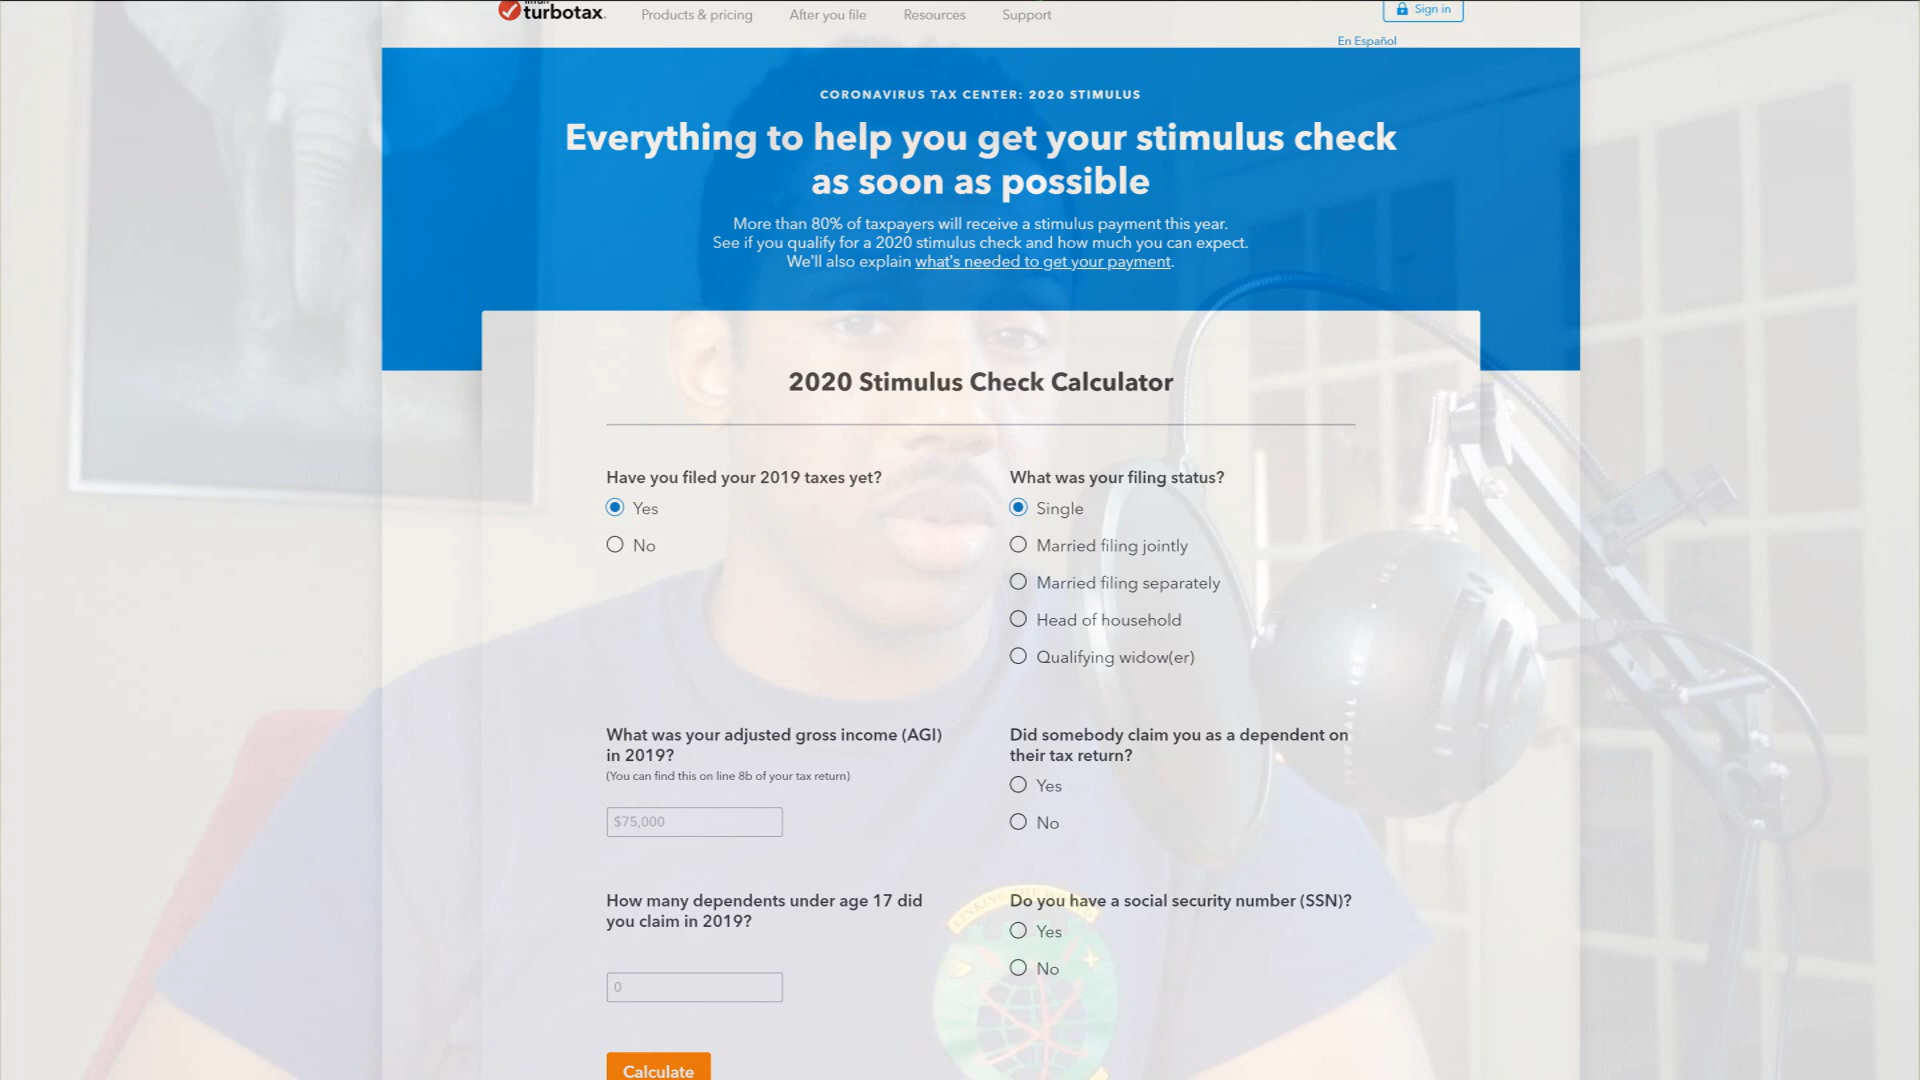 turbotax.
Products & pricing
After you file
Resources
Support
Sign in
En Español
CORONAVIRUS TAX CENTER: 2020 STIMULUS
Everything to help you get your stimulus check
as soon as possible
More than 80% of taxpayers will receive a stimulus payment this year.
See if you qualify for a 2020 stimulus check and how much you can expect.
We'll also explain what's needed to get your payment.
2020 Stimulus Check Calculator
Have you filed your 2019 taxes yet?
Yes
No
What was your filing status?
Single
Married filing jointly
Married filing separately
Head of household
Qualifying widow(er)
What was your adjusted gross income (AGI)
in 2019?
(You can find this on line 8b of your tax return)
$75,000
Did somebody claim you as a dependent on
their tax return?
Yes
No
How many dependents under age 17 did
you claim in 2019?
0
Do you have a social security number (SSN)?
Yes
No
Calculate